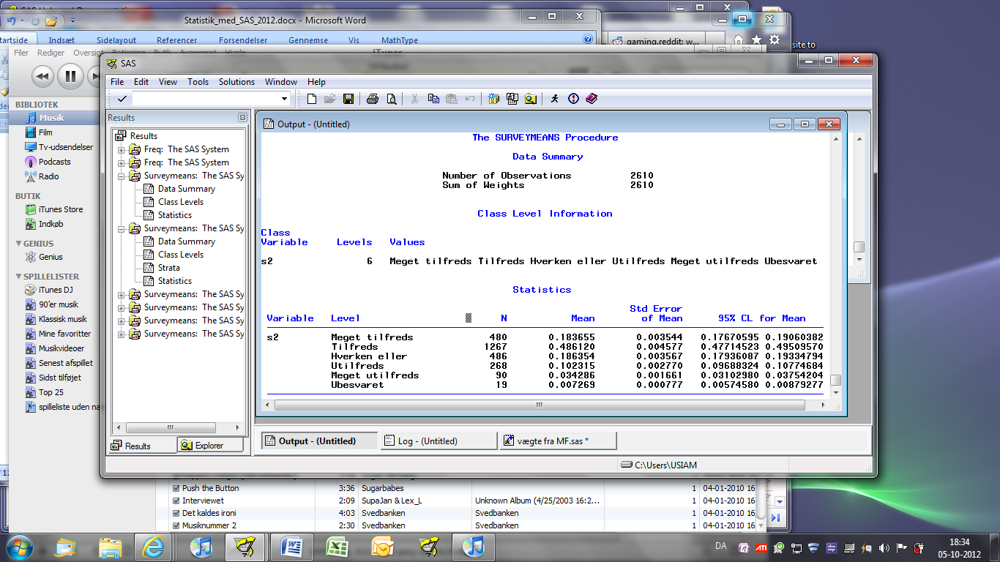 Statistik_med_SAS_2012.docx - Microsoft Word
Indsæt Sidelayout Referencer Forsendelser Gennemse Vis MathType
gaming.reddit: w...
site to
Filer Rediger Oversigt
iTunes
BIBLIOTEK
Musik
Film
Tv-udsendelser
Podcasts
Radio
BUTIK
iTunes Store
Indkøb
GENIUS
Genius
SPILLELISTER
iTunes DJ
90'er musik
Klassisk musik
Mine favoritter
Musikvideoer
Senest afspillet
Sidst tilføjet
Top 25
spilleliste uden na
SAS
File Edit View Tools Solutions Window Help
Results
Results
Freq: The SAS System
Freq: The SAS System
Surveymeans: The SAS Sy
Data Summary
Class Levels
Statistics
Surveymeans: The SAS Sy
Data Summary
Class Levels
Strata
Statistics
Surveymeans: The SAS Sy
Surveymeans: The SAS Sy
Surveymeans: The SAS Sy
Surveymeans: The SAS Sy
Results Explorer
Output - (Untitled)
The SURVEYMEANS Procedure
Data Summary
Number of Observations 2610
Sum of Weights 2610
Class Level Information
Class
Variable Levels Values
s2 6 Meget tilfreds Tilfreds Hverken eller Utilfreds Meget utilfreds Ubesvaret
Statistics
Std Error
Variable Level N Mean of Mean 95% CL for Mean
s2 Meget tilfreds 480 0.183655 0.003544 0.17670595 0.19060382
Tilfreds 1267 0.486120 0.004577 0.47714523 0.49509570
Hverken eller 486 0.186354 0.003567 0.17936087 0.19334794
Utilfreds 268 0.102315 0.002770 0.09688324 0.10774684
Meget utilfreds 90 0.034286 0.001661 0.03102980 0.03754204
Ubesvaret 19 0.007269 0.000777 0.00574580 0.00879277
Output - (Untitled) Log - (Untitled) vægte fra MF.sas *
C:\Users\USIAM
Push the Button 3:36 Sugarbabes 1 04-01-2010 16
Interviewet 2:09 SupaJan & Lex_L Unknown Album (4/25/2003 16:2... 1 04-01-2010 16
Det kaldes ironi 4:03 Svedbanken Svedbanken 1 04-01-2010 16
Musiknummer 2 2:30 Svedbanken Svedbanken 1 04-01-2010 16
DA
ATI
18:34
05-10-2012